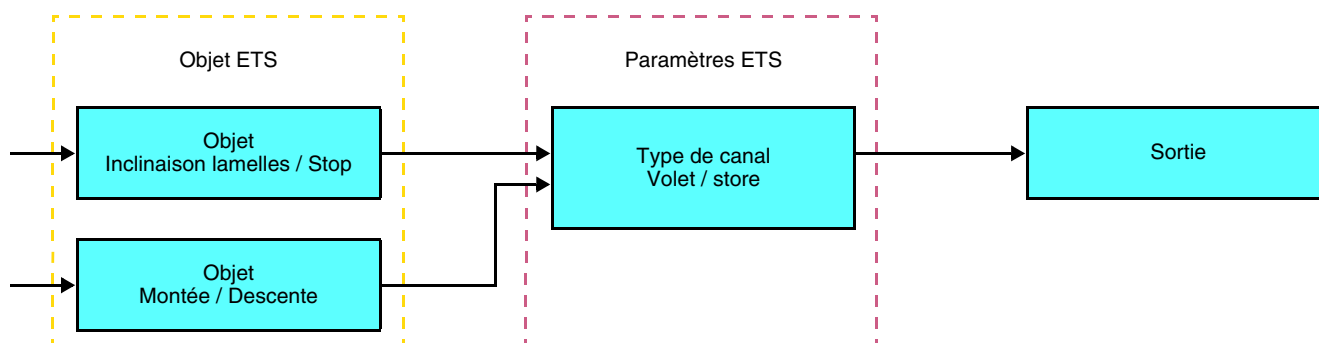 Objet ETS
Paramètres ETS
Objet
Inclinaison lamelles / Stop
Type de canal
Volet / store
Sortie
Objet
Montée / Descente